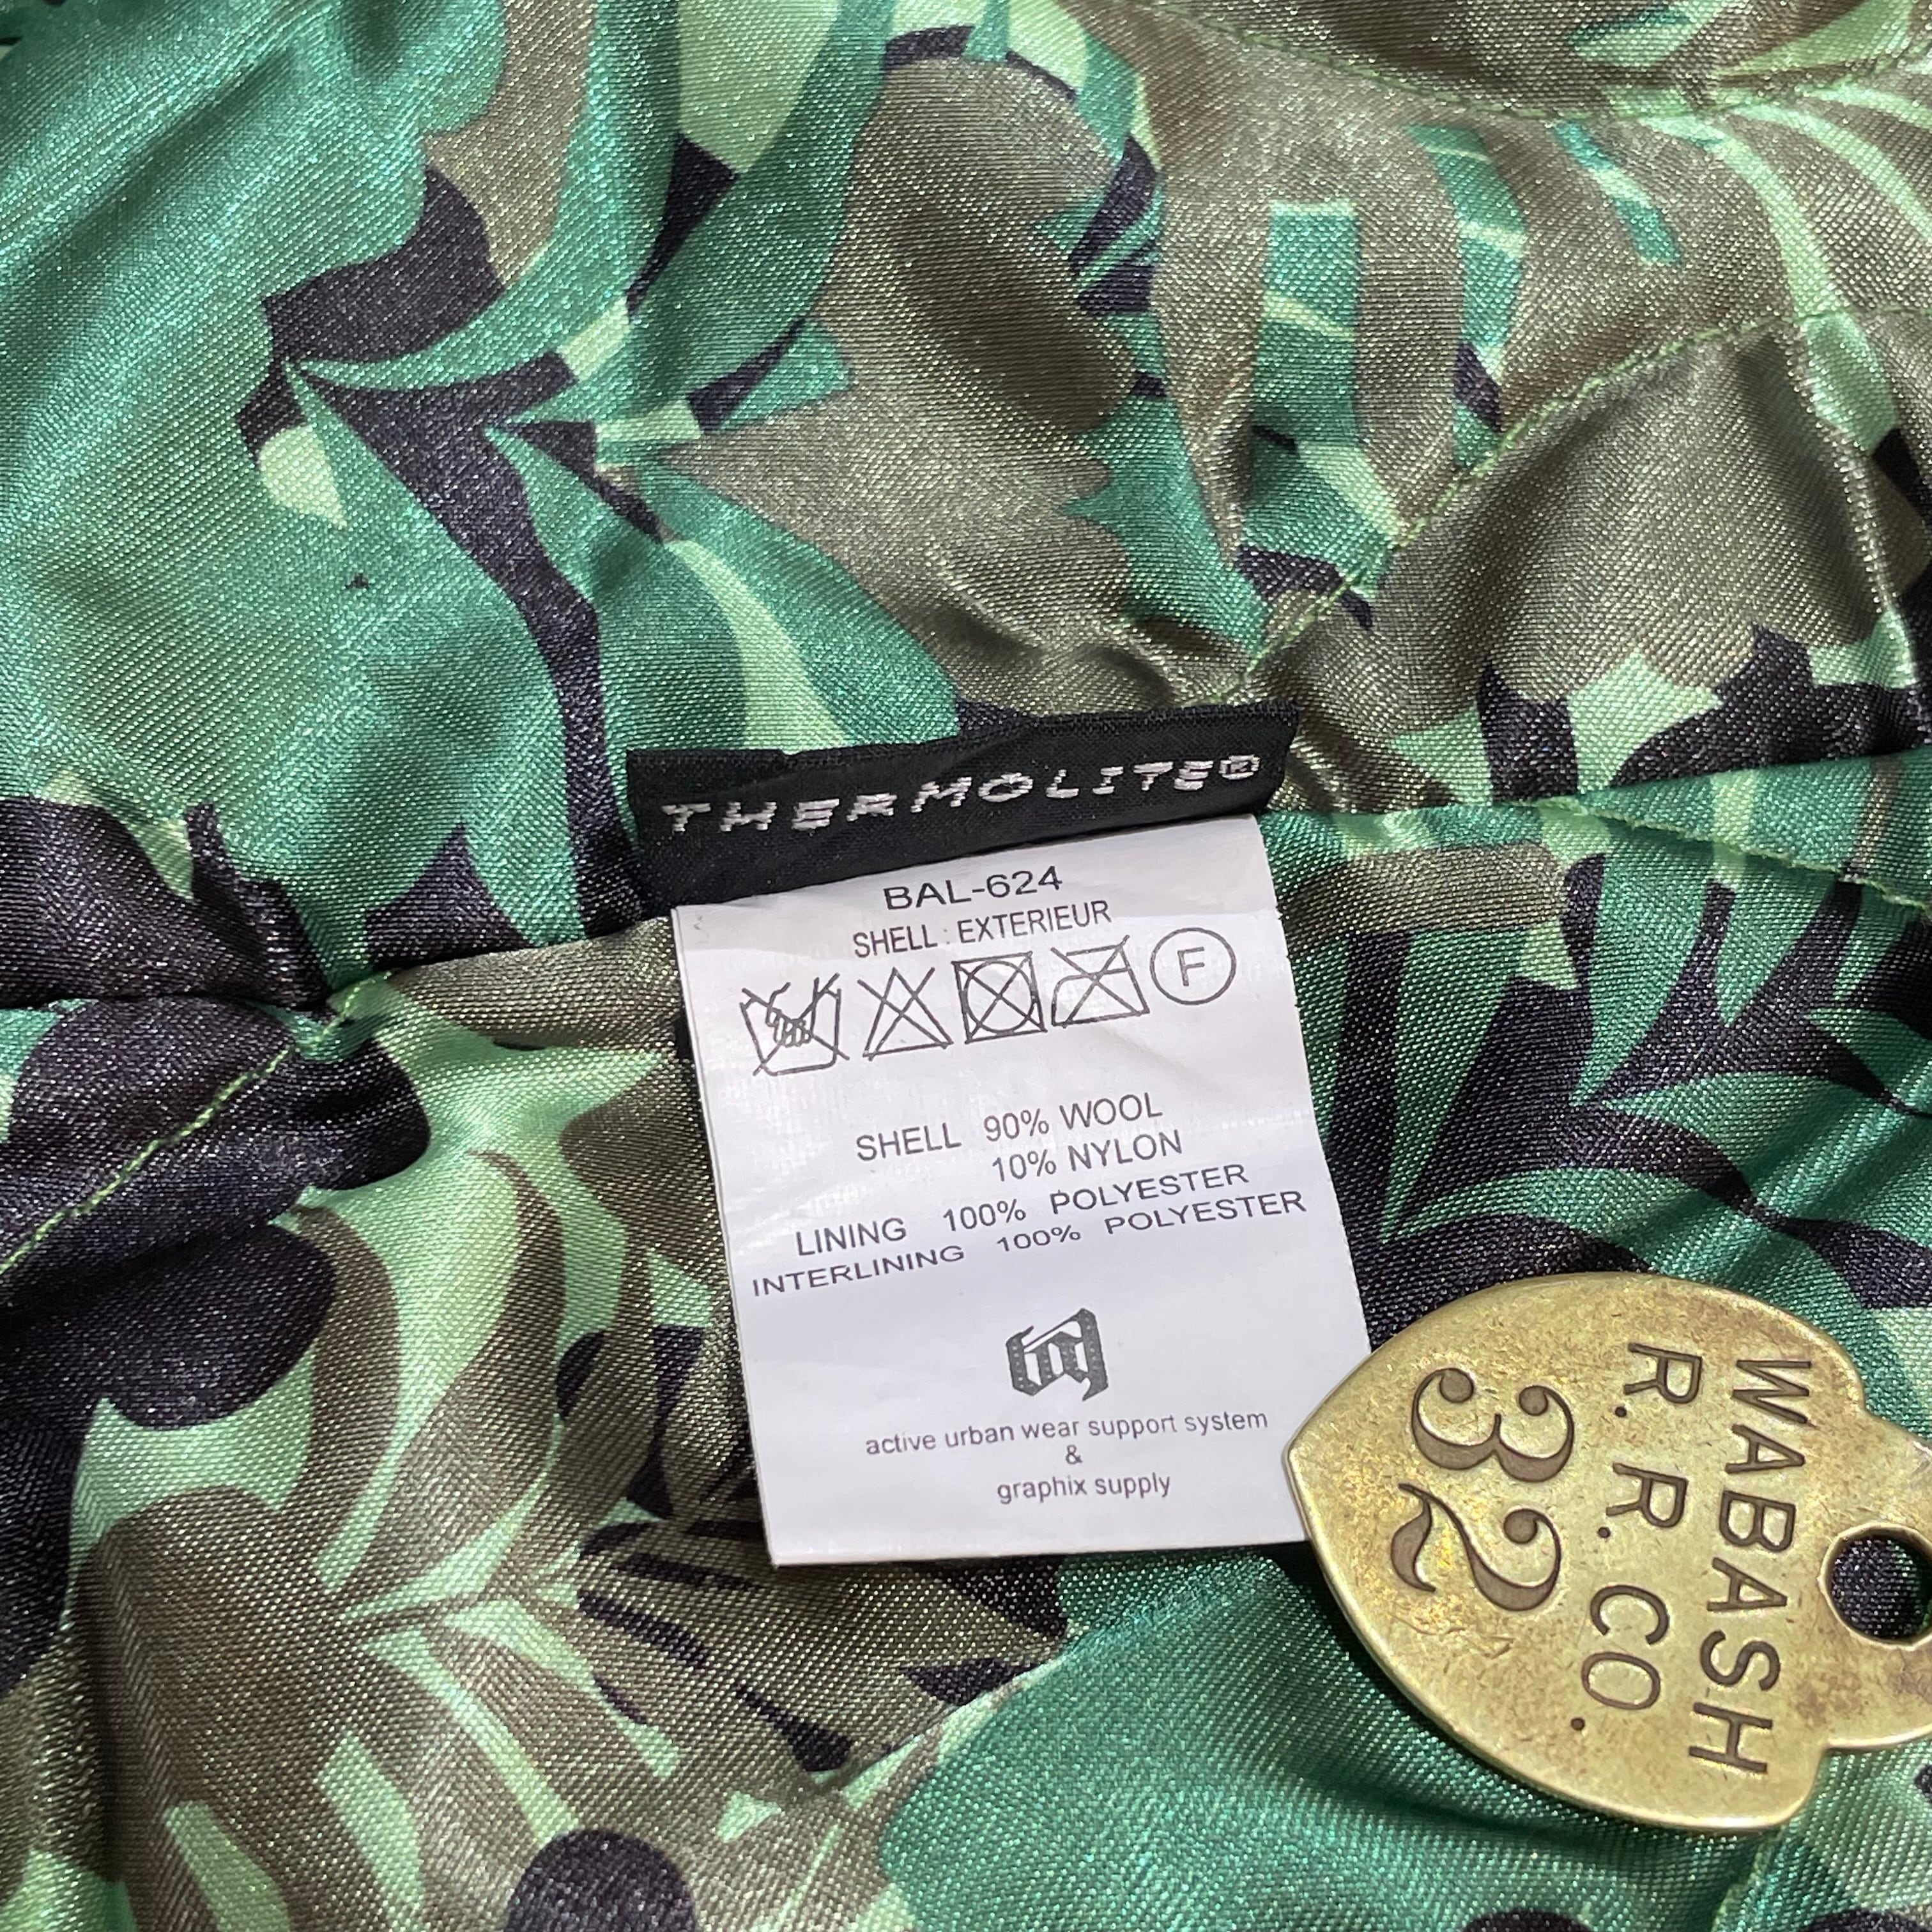 THERMOLITE®
BAL-624
SHELL : EXTERIEUR
F
SHELL 90% WOOL
10% NYLON
LINING 100% POLYESTER
INTERLINING 100% POLYESTER
active urban wear support system
&
graphix supply
WABASH
R.R.CO.
32